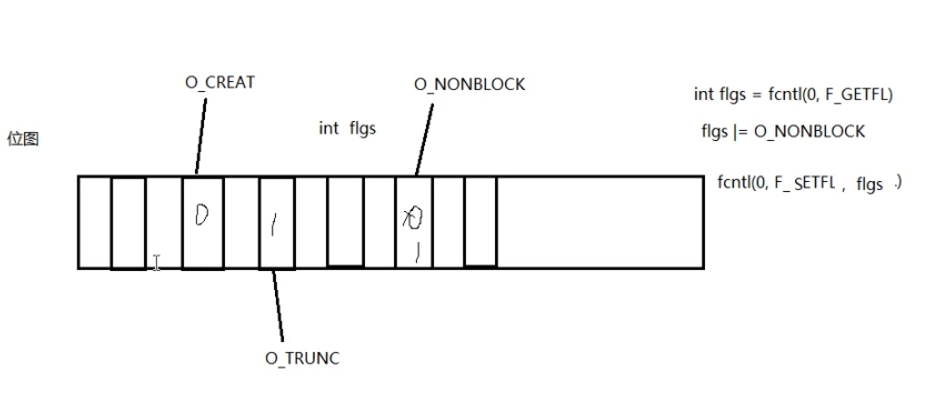 O_CREAT
O_NONBLOCK
int flgs = fcntl(0, F_GETFL)
int flgs
flgs |= O_NONBLOCK
位图
fcntl(0, F_SETFL , flgs .)
0
1
0
1
O_TRUNC